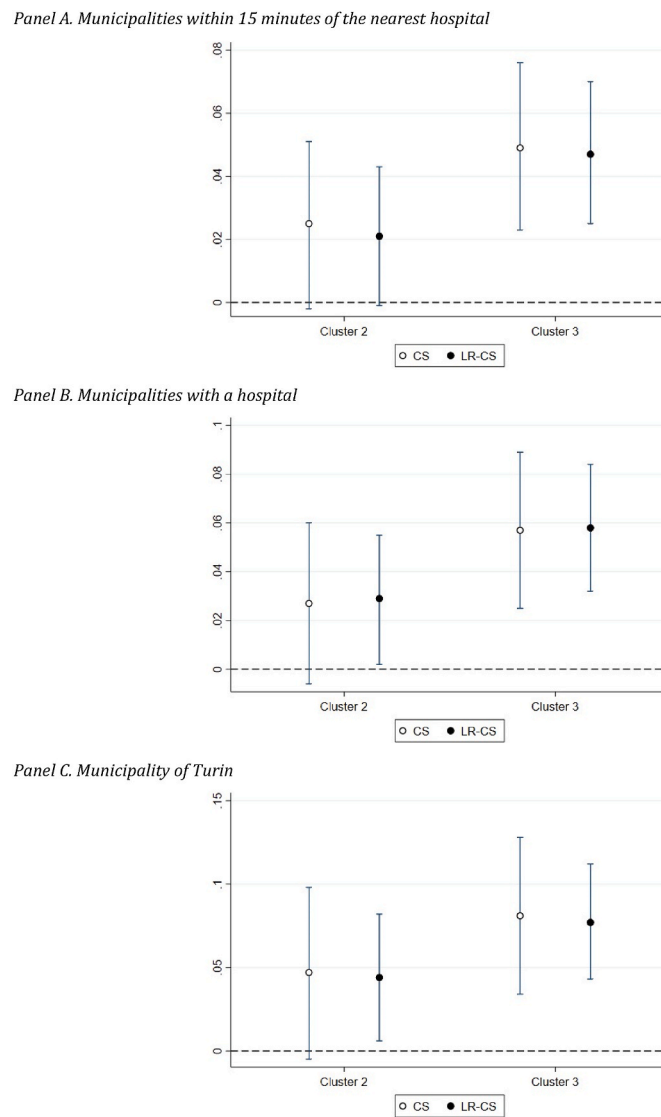 Panel A. Municipalities within 15 minutes of the nearest hospital
.08
.06
.04
.02
0
Cluster 2 Cluster 3
CS LR-CS
Panel B. Municipalities with a hospital
.1
.08
.06
.04
.02
0
Cluster 2 Cluster 3
CS LR-CS
Panel C. Municipality of Turin
.15
.1
.05
0
Cluster 2 Cluster 3
CS LR-CS